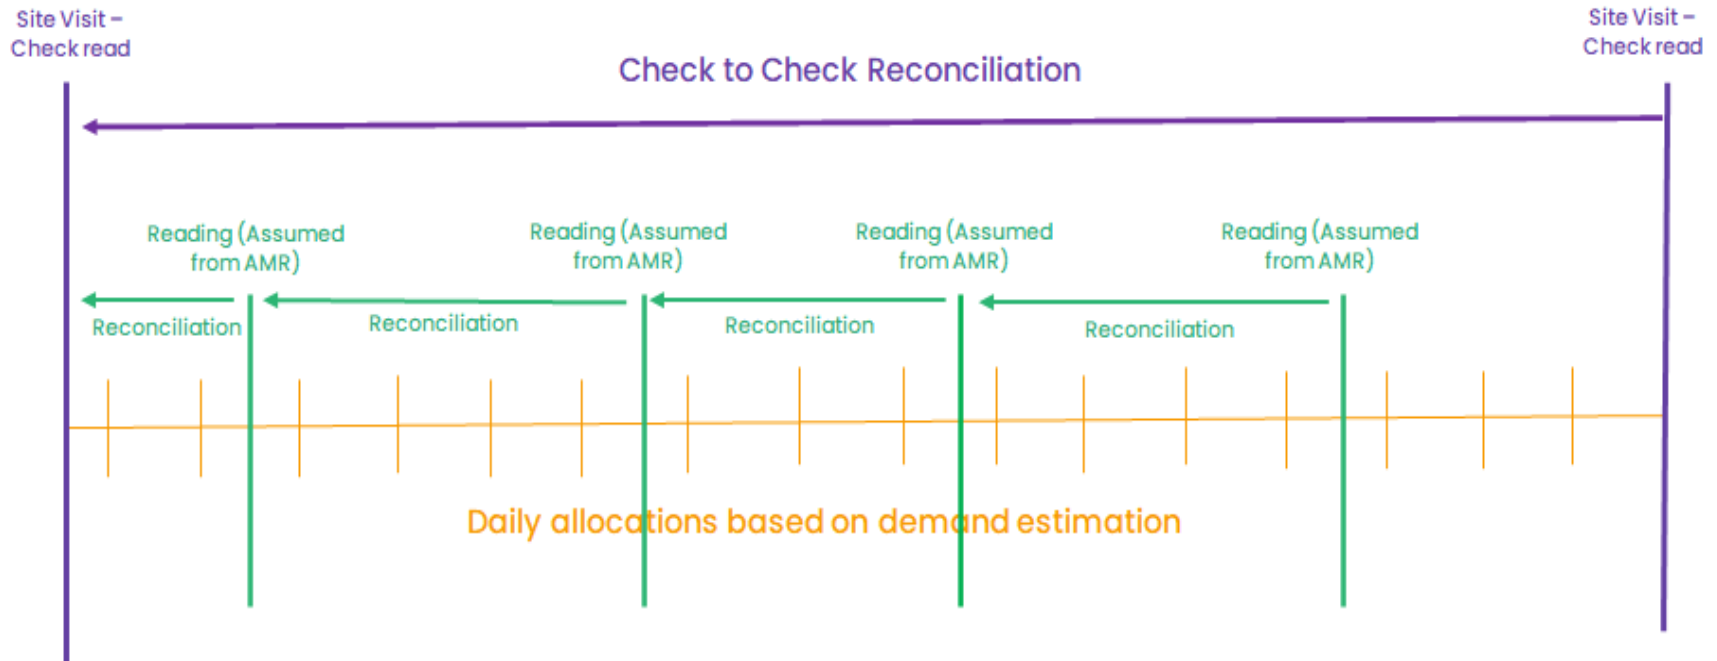 Site Visit –
Check read
Site Visit –
Check read
Check to Check Reconciliation
Reading (Assumed
from AMR)
Reading (Assumed
from AMR)
Reading (Assumed
from AMR)
Reading (Assumed
from AMR)
Reconciliation
Reconciliation
Reconciliation
Reconciliation
Daily allocations based on demand estimation